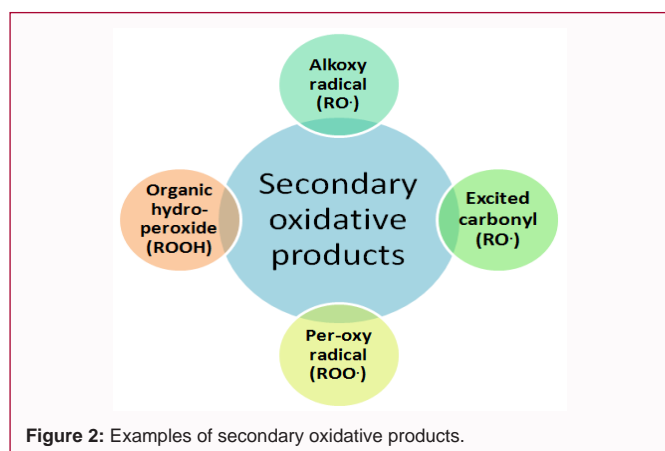 Alkoxy
radical
(RO·)
Organic
hydro-
peroxide
(ROOH)
Secondary
oxidative
products
Excited
carbonyl
(RO·)
Per-oxy
radical
(ROO·)
Figure 2: Examples of secondary oxidative products.